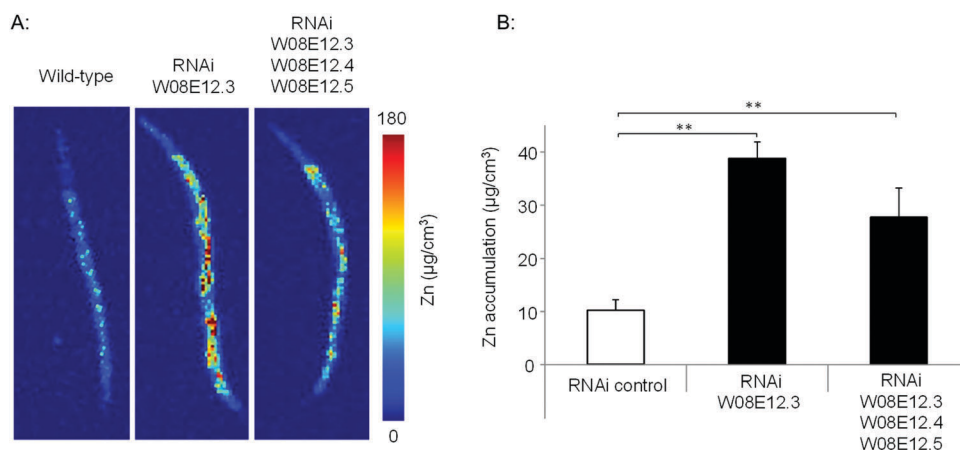 A:
Wild-type
RNAi
W08E12.3
RNAi
W08E12.3
W08E12.4
W08E12.5
180
Zn (µg/cm³)
0
B:
**
**
Zn accumulation (µg/cm³)
40
30
20
10
0
RNAi control
RNAi
W08E12.3
RNAi
W08E12.3
W08E12.4
W08E12.5